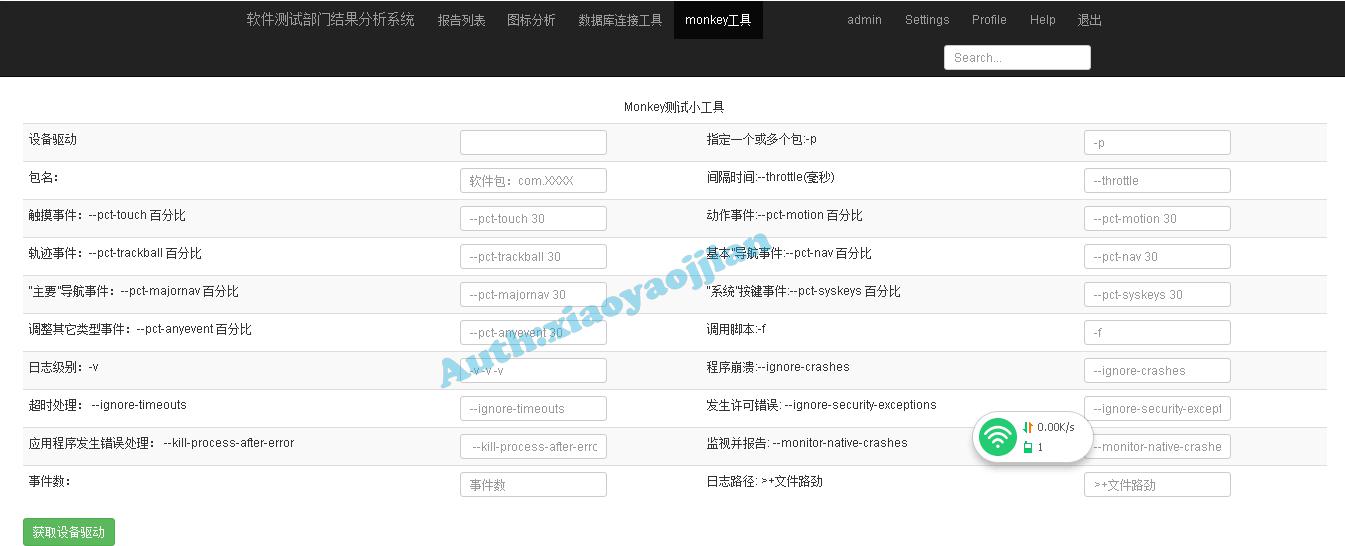 软件测试部门结果分析系统 报告列表 图标分析 数据库连接工具 monkey工具 admin Settings Profile Help 退出
Search...
Monkey测试小工具
设备驱动 指定一个或多个包:-p -p
包名: 软件包：com.XXXX 间隔时间:--throttle(毫秒) --throttle
触摸事件：--pct-touch 百分比 --pct-touch 30 动作事件:--pct-motion 百分比 --pct-motion 30
轨迹事件：--pct-trackball 百分比 --pct-trackball 30 基本"导航事件:--pct-nav 百分比 --pct-nav 30
"主要"导航事件：--pct-majornav 百分比 --pct-majornav 30 "系统"按键事件:--pct-syskeys 百分比 --pct-syskeys 30
调整其它类型事件：--pct-anyevent 百分比 --pct-anyevent 30 调用脚本:-f -f
日志级别：-v -v -v -v 程序崩溃:--ignore-crashes --ignore-crashes
超时处理： --ignore-timeouts --ignore-timeouts 发生许可错误: --ignore-security-exceptions --ignore-security-except
应用程序发生错误处理：--kill-process-after-error --kill-process-after-erro 监视并报告: --monitor-native-crashes --monitor-native-crashe
事件数: 事件数 日志路径: >+文件路劲 >+文件路劲
获取设备驱动
Auth:xiaoyaojjian
0.00K/s
1